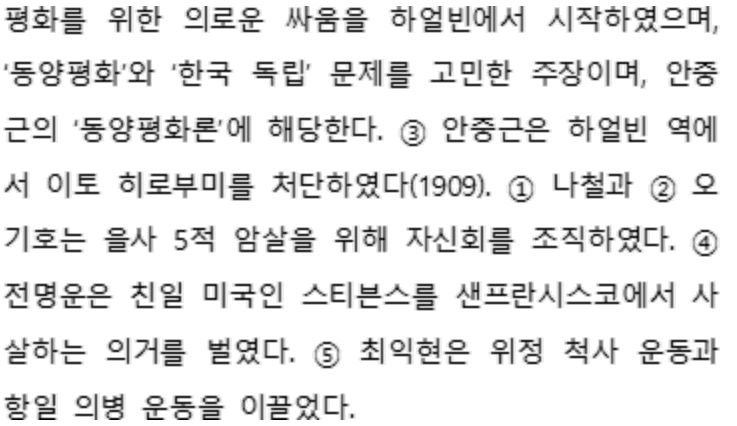 평화를 위한 의로운 싸움을 하얼빈에서 시작하였으며,
‘동양평화’와 ‘한국 독립’ 문제를 고민한 주장이며, 안중
근의 ‘동양평화론’에 해당한다. ③ 안중근은 하얼빈 역에
서 이토 히로부미를 처단하였다(1909). ① 나철과 ② 오
기호는 을사 5적 암살을 위해 자신회를 조직하였다. ④
전명운은 친일 미국인 스티븐스를 샌프란시스코에서 사
살하는 의거를 벌였다. ⑤ 최익현은 위정 척사 운동과
항일 의병 운동을 이끌었다.